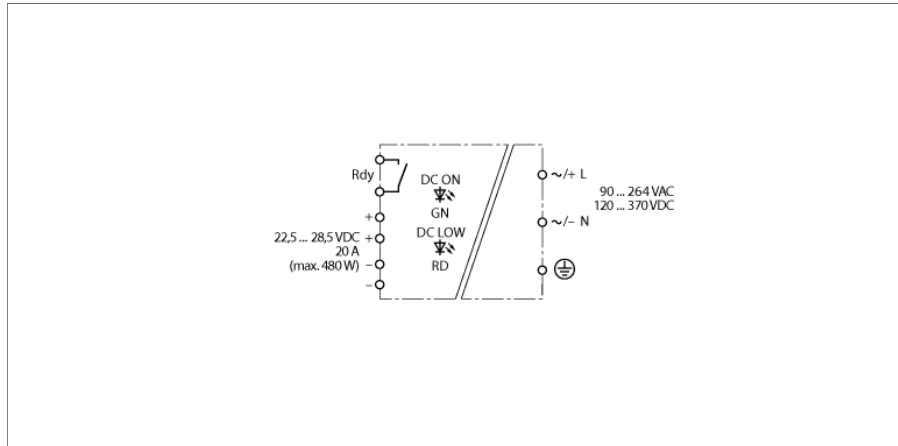 Rdy
DC ON
GN
DC LOW
RD
+
22,5 ... 28,5 VDC +
20 A
(max. 480 W) –
–
~/+ L
90 ... 264 VAC
120 ... 370 VDC
~/– N